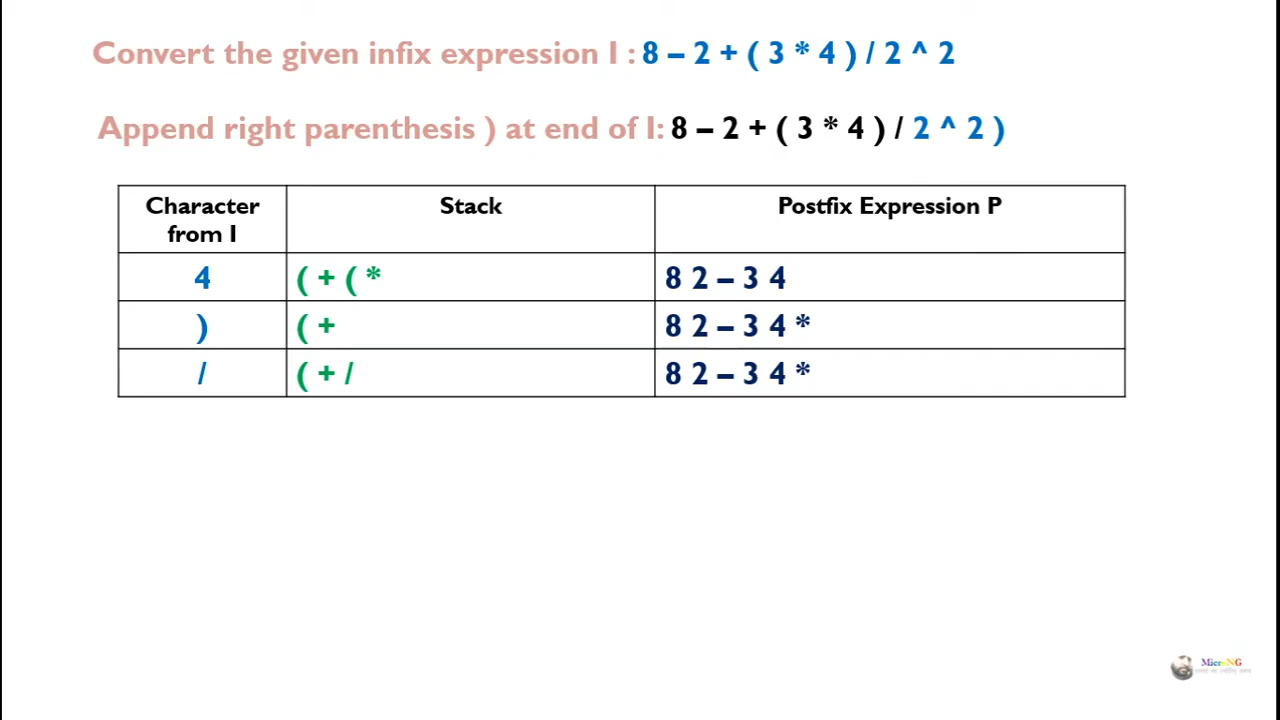 Convert the given infix expression I : 8 – 2 + ( 3 * 4 ) / 2 ^ 2
Append right parenthesis ) at end of I: 8 – 2 + ( 3 * 4 ) / 2 ^ 2 )
Character from I Stack Postfix Expression P
4 ( + ( * 8 2 – 3 4
) ( + 8 2 – 3 4 *
/ ( + / 8 2 – 3 4 *
MicroNG